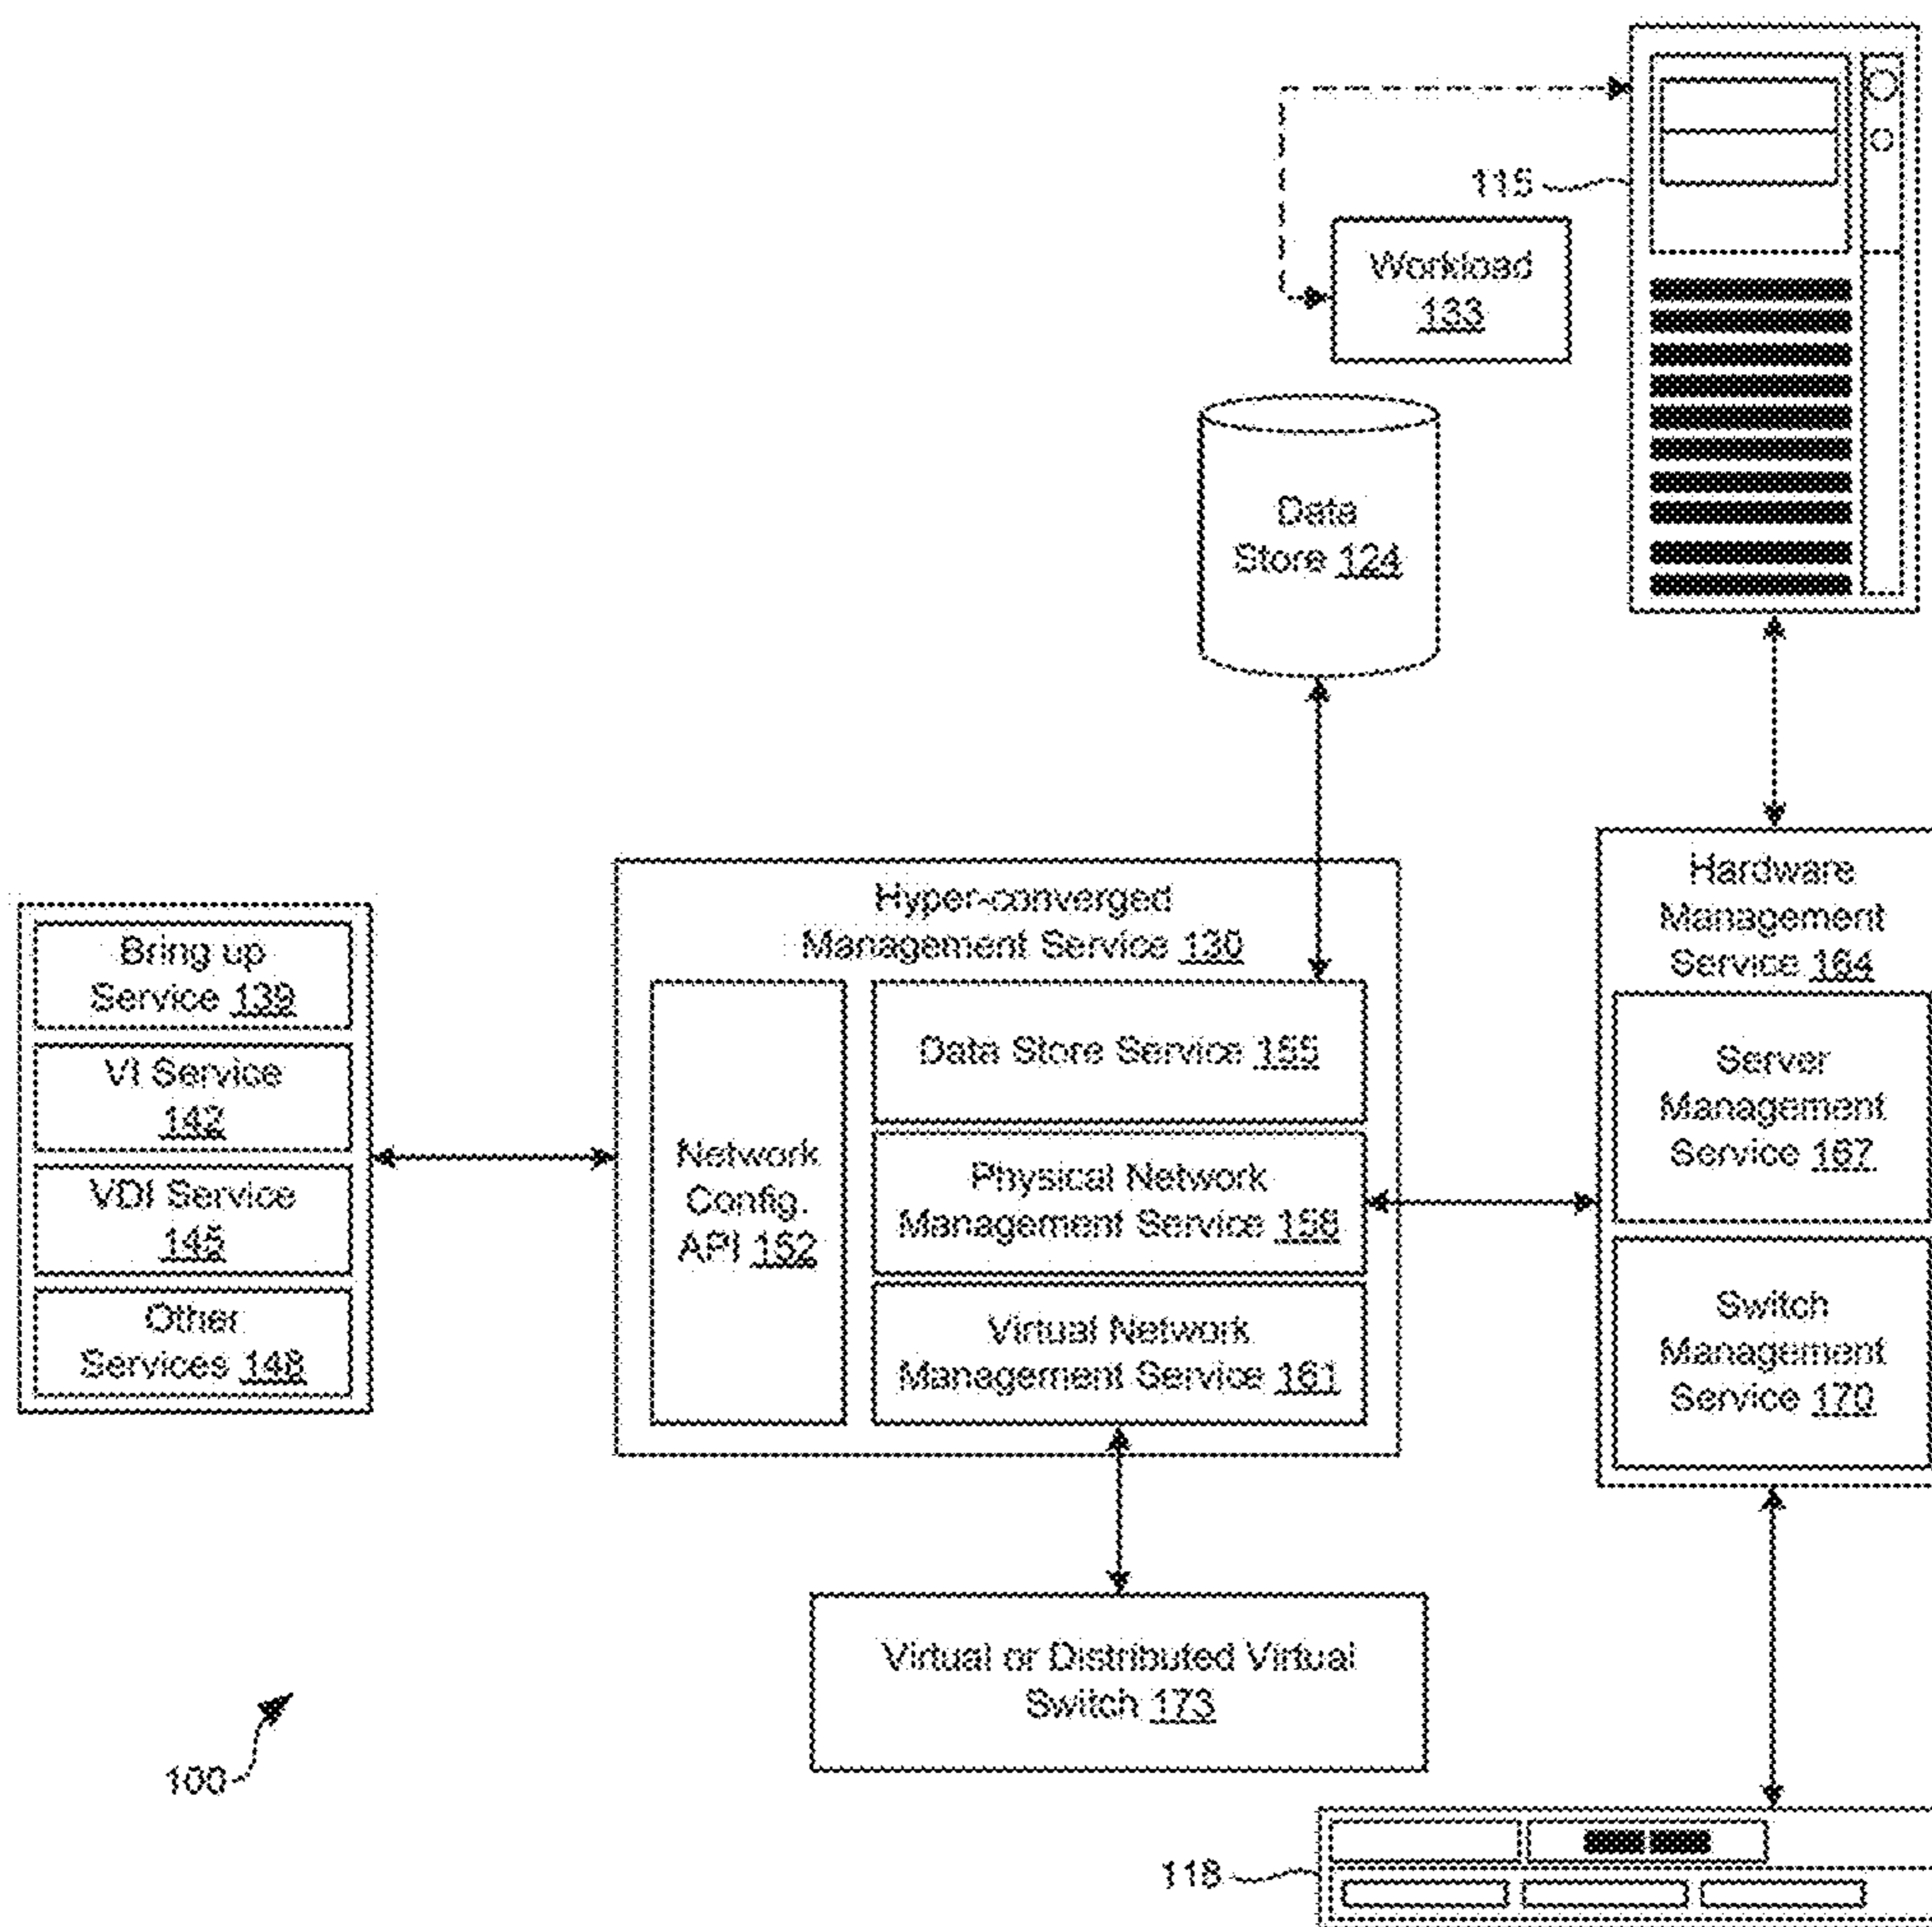 115
Workload
133
Data
Store 124
Hyper-converged
Management Service 130
Bring up
Service 139
VI Service
142
VDI Service
145
Other
Services 148
Network
Config.
API 152
Data Store Service 155
Physical Network
Management Service 158
Virtual Network
Management Service 161
Hardware
Management
Service 164
Server
Management
Service 167
Switch
Management
Service 170
Virtual or Distributed Virtual
Switch 173
100
118